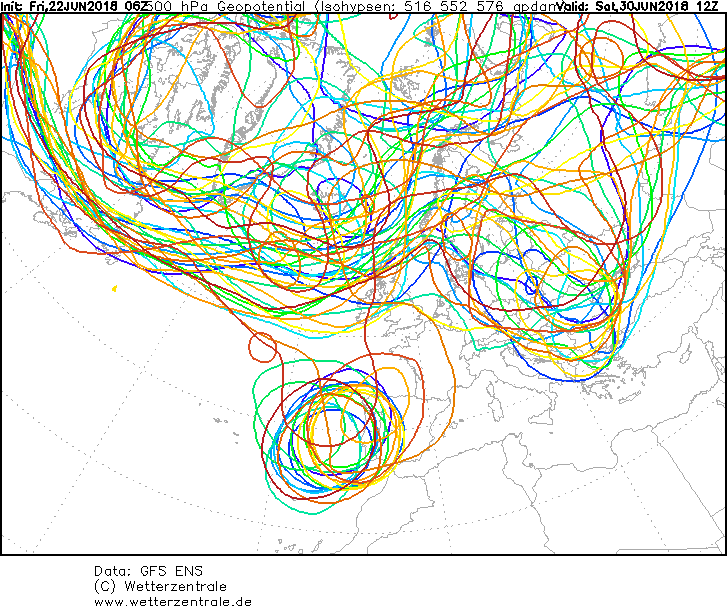 Init: Fri,22JUN2018 06Z 500 hPa Geopotential (Isohypsen: 516 552 576 gpdam) Valid: Sat,30JUN2018 12Z
Data: GFS ENS
(C) Wetterzentrale
www.wetterzentrale.de